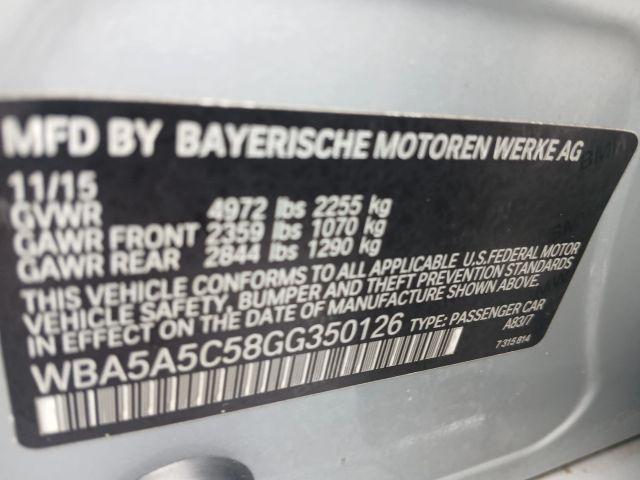 MFD BY BAYERISCHE MOTOREN WERKE AG
11/15
GVWR 4972 lbs 2255 kg
GAWR FRONT 2359 lbs 1070 kg
GAWR REAR 2844 lbs 1290 kg
THIS VEHICLE CONFORMS TO ALL APPLICABLE U.S. FEDERAL MOTOR
VEHICLE SAFETY, BUMPER AND THEFT PREVENTION STANDARDS
IN EFFECT ON THE DATE OF MANUFACTURE SHOWN ABOVE.
WBA5A5C58GG350126 TYPE: PASSENGER CAR
A83/7
7315814